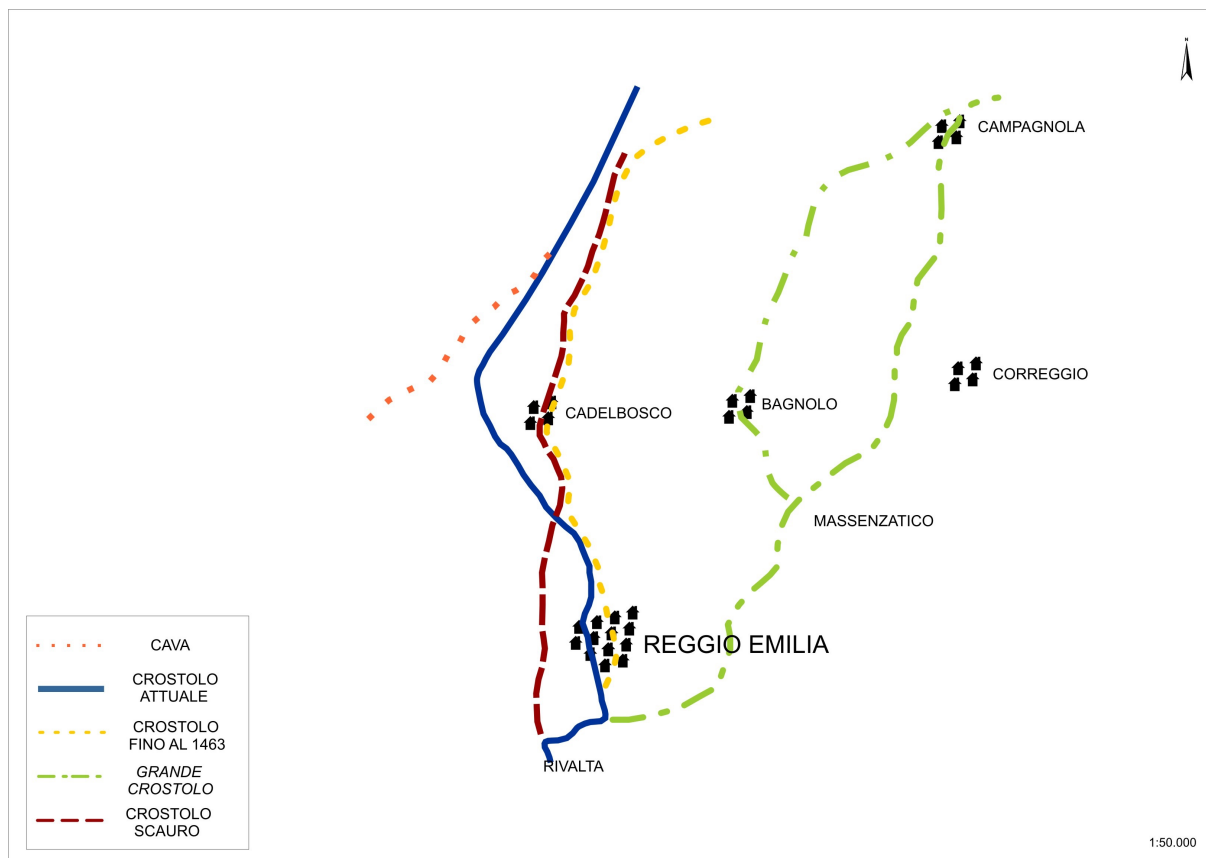 N
CAMPAGNOLA
CORREGGIO
CADELBOSCO
BAGNOLO
MASSENZATICO
REGGIO EMILIA
RIVALTA
CAVA
CROSTOLO
ATTUALE
CROSTOLO
FINO AL 1463
GRANDE
CROSTOLO
CROSTOLO
SCAURO
1:50.000